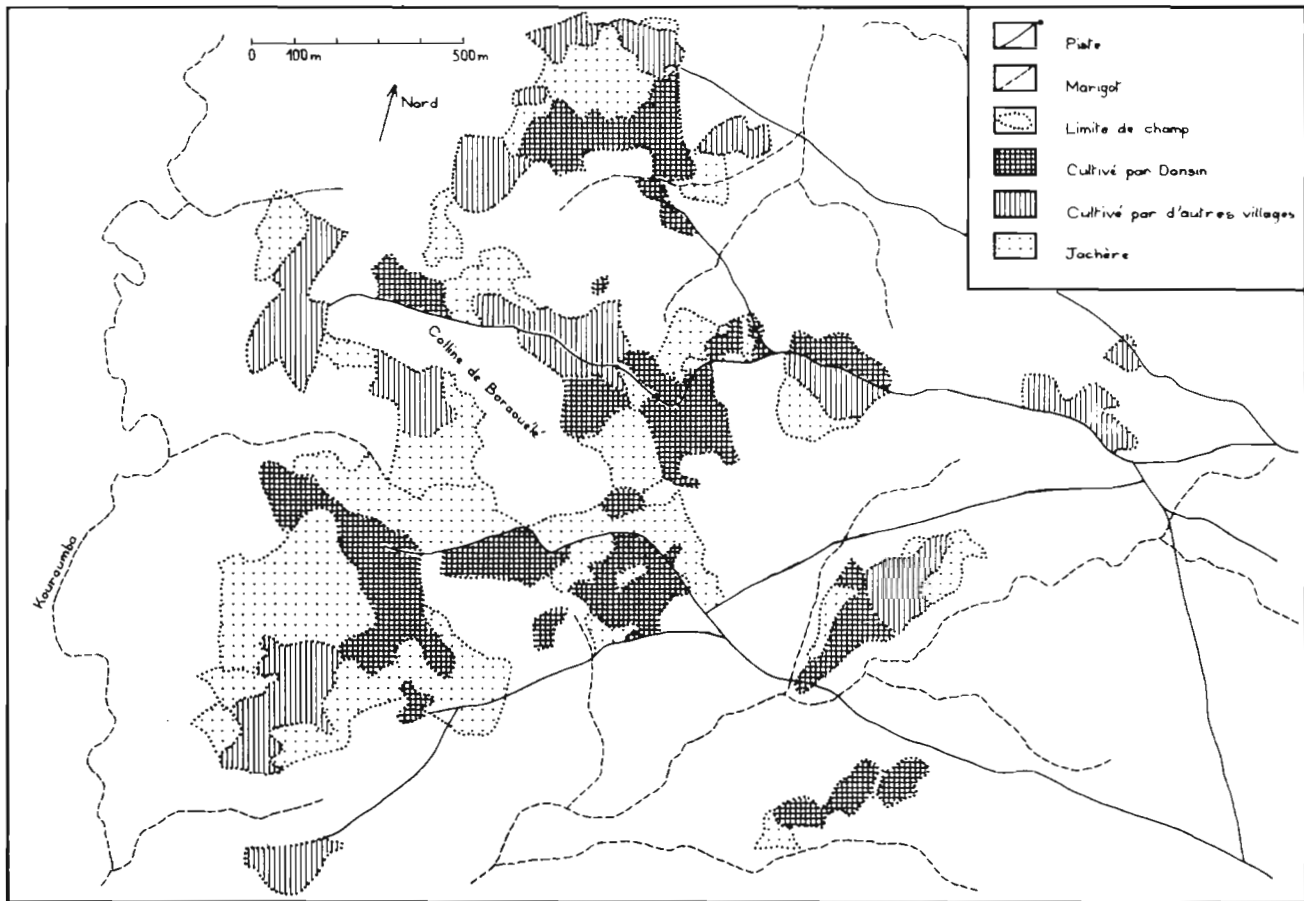 0 100m 500m
Nord
Piste
Marigot
Limite de champ
Cultivé par Donsin
Cultivé par d'autres villages
Jachère
Colline de Baraouélé
Kouroumba